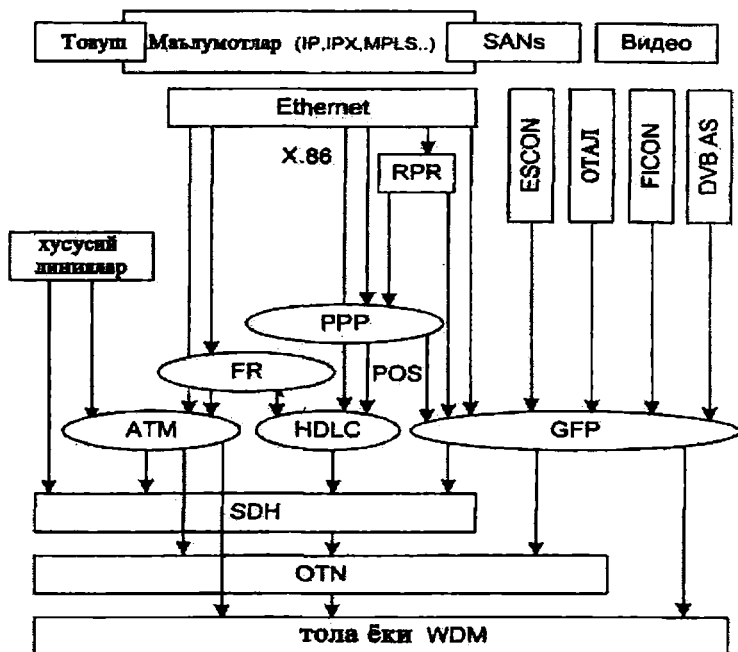 Товуш
Маълумотлар (IP,IPX,MPLS..)
SANs
Видео
Ethernet
ESCON
ОТАЛ
FICON
DVB AS
X.86
RPR
хусусий
линиялар
PPP
FR
POS
ATM
HDLC
GFP
SDH
OTN
тола ёки WDM